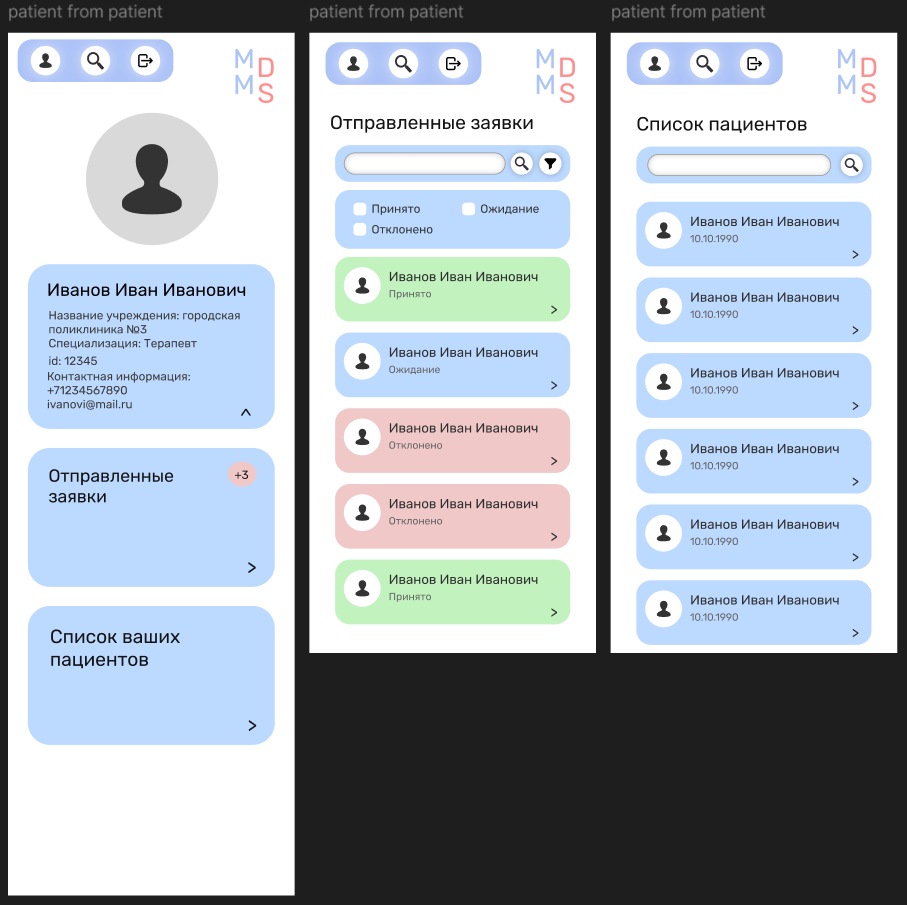 patient from patient
M
D
M
S
Иванов Иван Иванович
Название учреждения: городская
поликлиника №3
Специализация: Терапевт
id: 12345
Контактная информация:
+71234567890
ivanovi@mail.ru
Отправленные
заявки
+3
>
Список ваших
пациентов
>
patient from patient
M
D
M
S
Отправленные заявки
Принято
Ожидание
Отклонено
Иванов Иван Иванович
Принято
>
Иванов Иван Иванович
Ожидание
>
Иванов Иван Иванович
Отклонено
>
Иванов Иван Иванович
Отклонено
>
Иванов Иван Иванович
Принято
>
patient from patient
M
D
M
S
Список пациентов
Иванов Иван Иванович
10.10.1990
>
Иванов Иван Иванович
10.10.1990
>
Иванов Иван Иванович
10.10.1990
>
Иванов Иван Иванович
10.10.1990
>
Иванов Иван Иванович
10.10.1990
>
Иванов Иван Иванович
10.10.1990
>